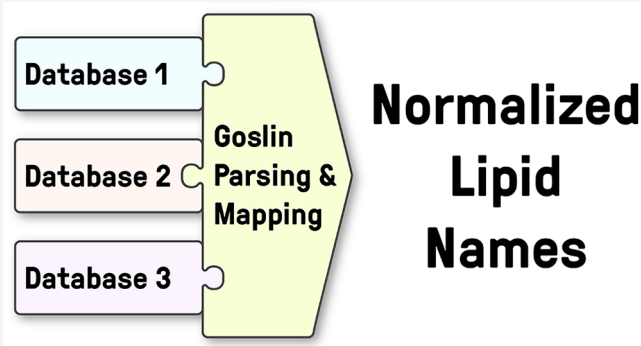 Database 1
Database 2
Database 3
Goslin
Parsing &
Mapping
Normalized
Lipid
Names